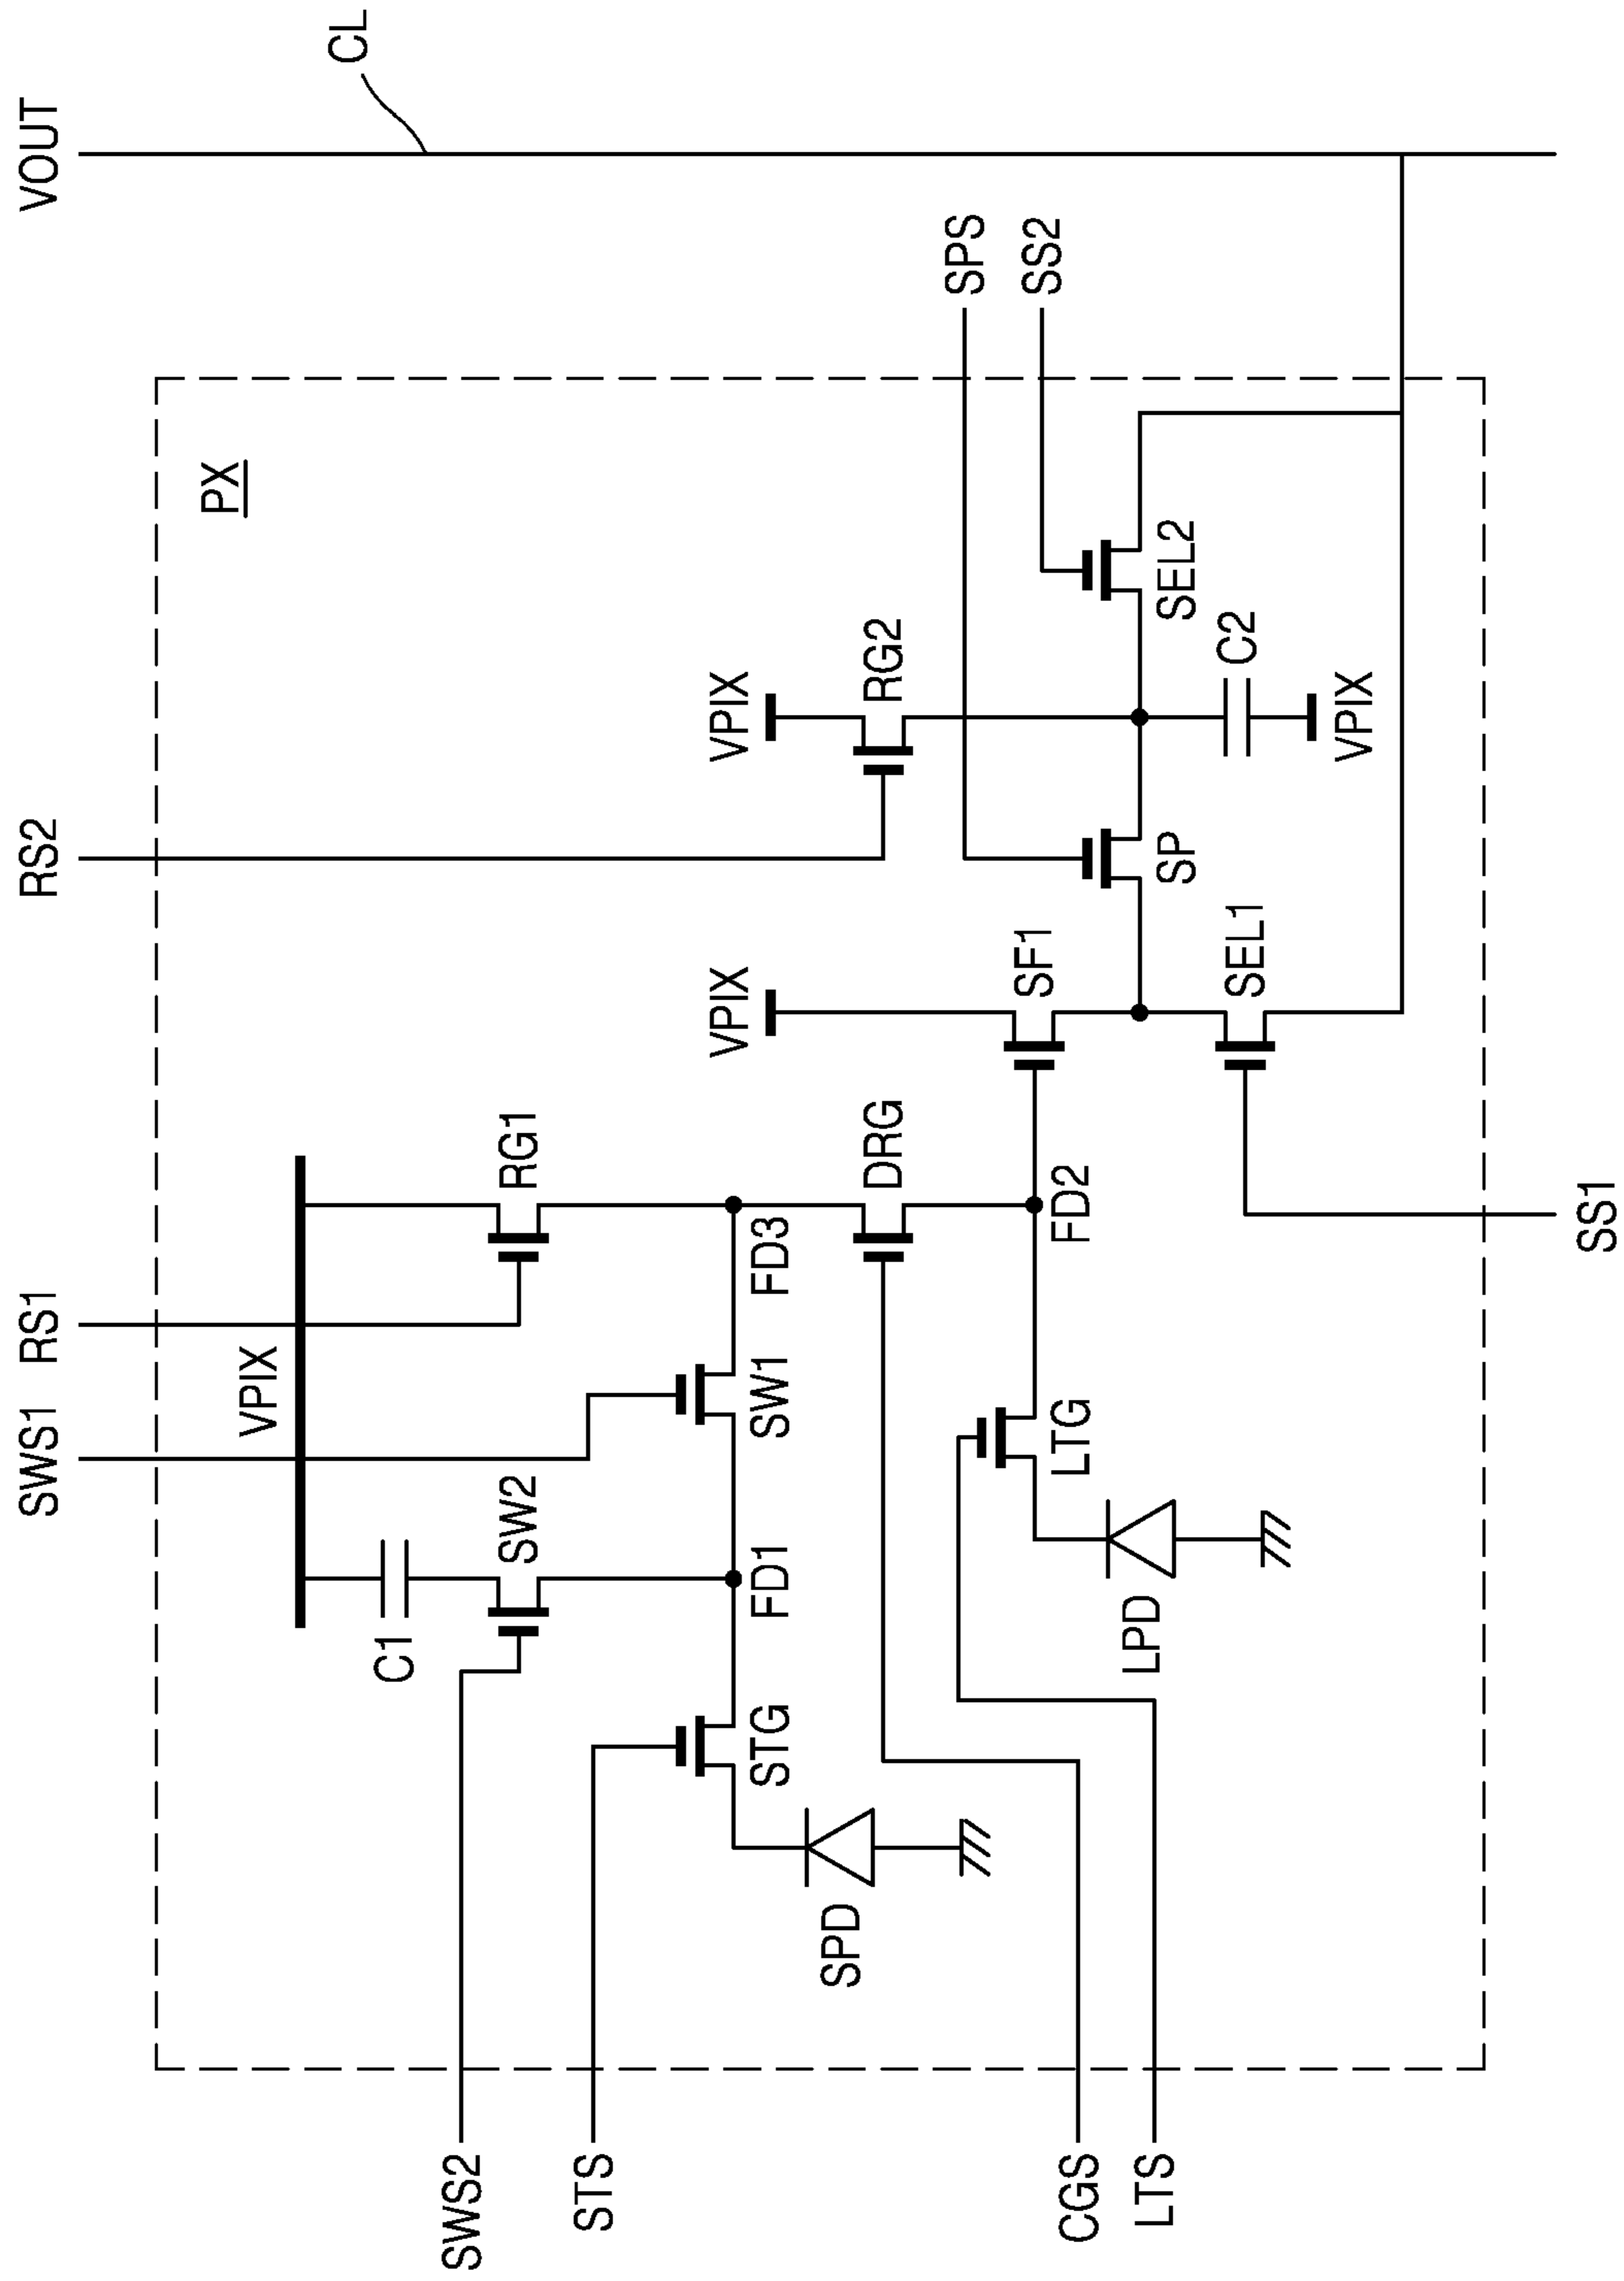 SWS1
RS1
RS2
VOUT
CL
PX
VPIX
C1
SW2
RG1
SWS2
STS
STG
FD1
SW1
FD3
SPD
VPIX
VPIX
DRG
RG2
SPS
SS2
CGS
LTS
LPD
LTG
FD2
SF1
SP
SEL2
SEL1
C2
VPIX
SS1